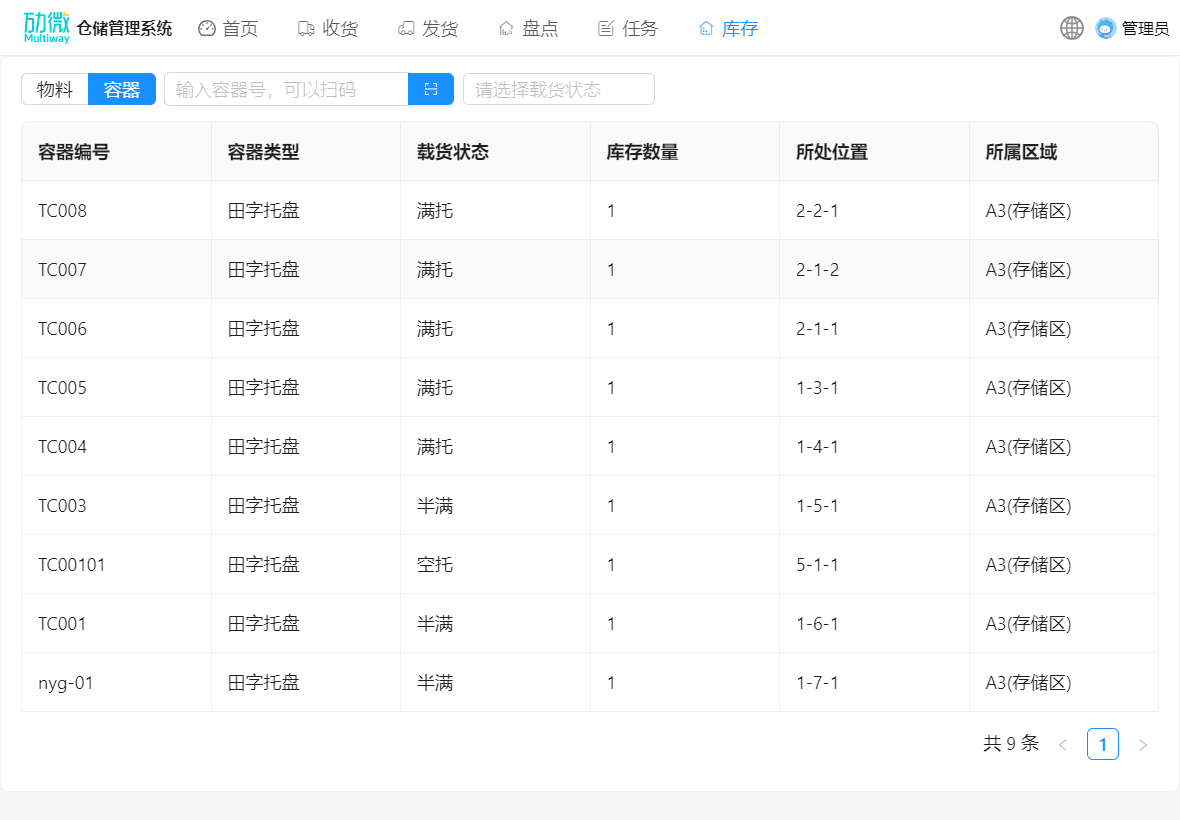 劢微 Multiway 仓储管理系统 首页 收货 发货 盘点 任务 库存 管理员
物料 容器 输入容器号，可以扫码 请选择载货状态
容器编号 容器类型 载货状态 库存数量 所处位置 所属区域
TC008 田字托盘 满托 1 2-2-1 A3(存储区)
TC007 田字托盘 满托 1 2-1-2 A3(存储区)
TC006 田字托盘 满托 1 2-1-1 A3(存储区)
TC005 田字托盘 满托 1 1-3-1 A3(存储区)
TC004 田字托盘 满托 1 1-4-1 A3(存储区)
TC003 田字托盘 半满 1 1-5-1 A3(存储区)
TC00101 田字托盘 空托 1 5-1-1 A3(存储区)
TC001 田字托盘 半满 1 1-6-1 A3(存储区)
nyg-01 田字托盘 半满 1 1-7-1 A3(存储区)
共 9 条 < 1 >